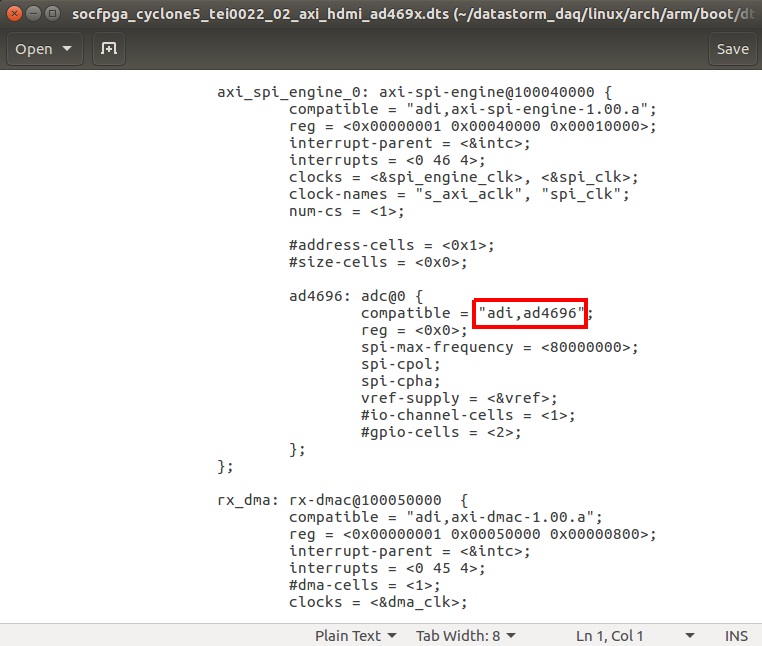 socfpga_cyclone5_tei0022_02_axi_hdmi_ad469x.dts (~/datastorm_daq/linux/arch/arm/boot/dt
Open
Save
axi_spi_engine_0: axi-spi-engine@100040000 {
compatible = "adi,axi-spi-engine-1.00.a";
reg = <0x00000001 0x00040000 0x00010000>;
interrupt-parent = <&intc>;
interrupts = <0 46 4>;
clocks = <&spi_engine_clk>, <&spi_clk>;
clock-names = "s_axi_aclk", "spi_clk";
num-cs = <1>;
#address-cells = <0x1>;
#size-cells = <0x0>;
ad4696: adc@0 {
compatible = "adi,ad4696";
reg = <0x0>;
spi-max-frequency = <80000000>;
spi-cpol;
spi-cpha;
vref-supply = <&vref>;
#io-channel-cells = <1>;
#gpio-cells = <2>;
};
};
rx_dma: rx-dmac@100050000  {
compatible = "adi,axi-dmac-1.00.a";
reg = <0x00000001 0x00050000 0x00000800>;
interrupt-parent = <&intc>;
interrupts = <0 45 4>;
#dma-cells = <1>;
clocks = <&dma_clk>;
Plain Text Tab Width: 8 Ln 1, Col 1 INS